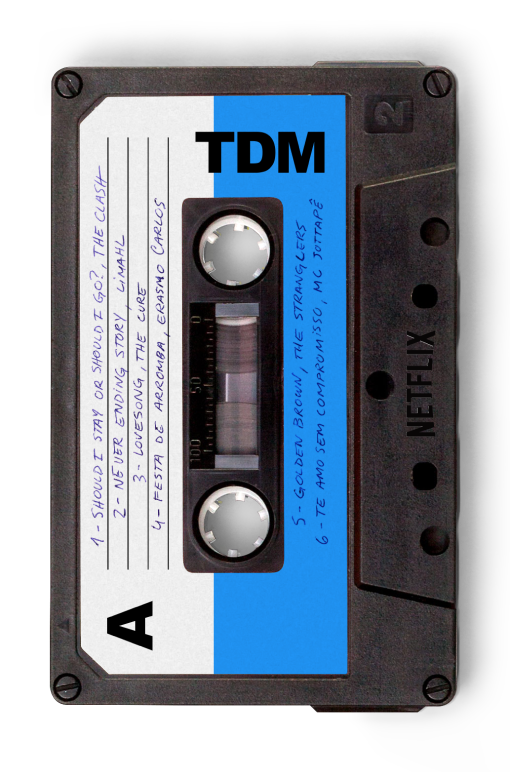 TDM
1 - SHOULD I STAY OR SHOULD I GO?, THE CLASH
2 - NEVER ENDING STORY, LIMAHL
3 - LOVESONG, THE CURE
4 - FESTA DE ARROMBA, ERASMO CARLOS
0
50
100
5 - GOLDEN BROWN, THE STRANGLERS
6 - TE AMO SEM COMPROMISSO, MC JOTTAPÊ
A
2
NETFLIX